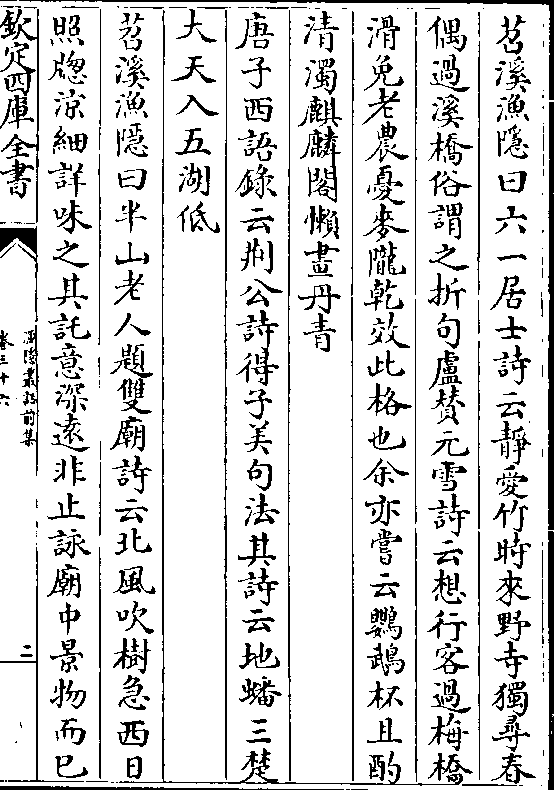 苕溪漁隱曰六一居士詩云靜愛竹時來野寺獨尋春
偶過溪橋俗謂之折句盧贊元雪詩云想行客過梅橋
滑免老農憂麥隴乾效此格也余亦嘗云鸚鵡杯且酌
清濁麒麟閣懶畫丹青
唐子西語錄云荆公詩得子美句法其詩云地蟠三楚
大天入五湖低
苕溪漁隱曰半山老人題雙廟詩云北風吹樹急西日
照牕涼細詳味之其託意深遠非止詠廟中景物而已
欽定四庫全書
漁隱叢話前集
卷三十六
二